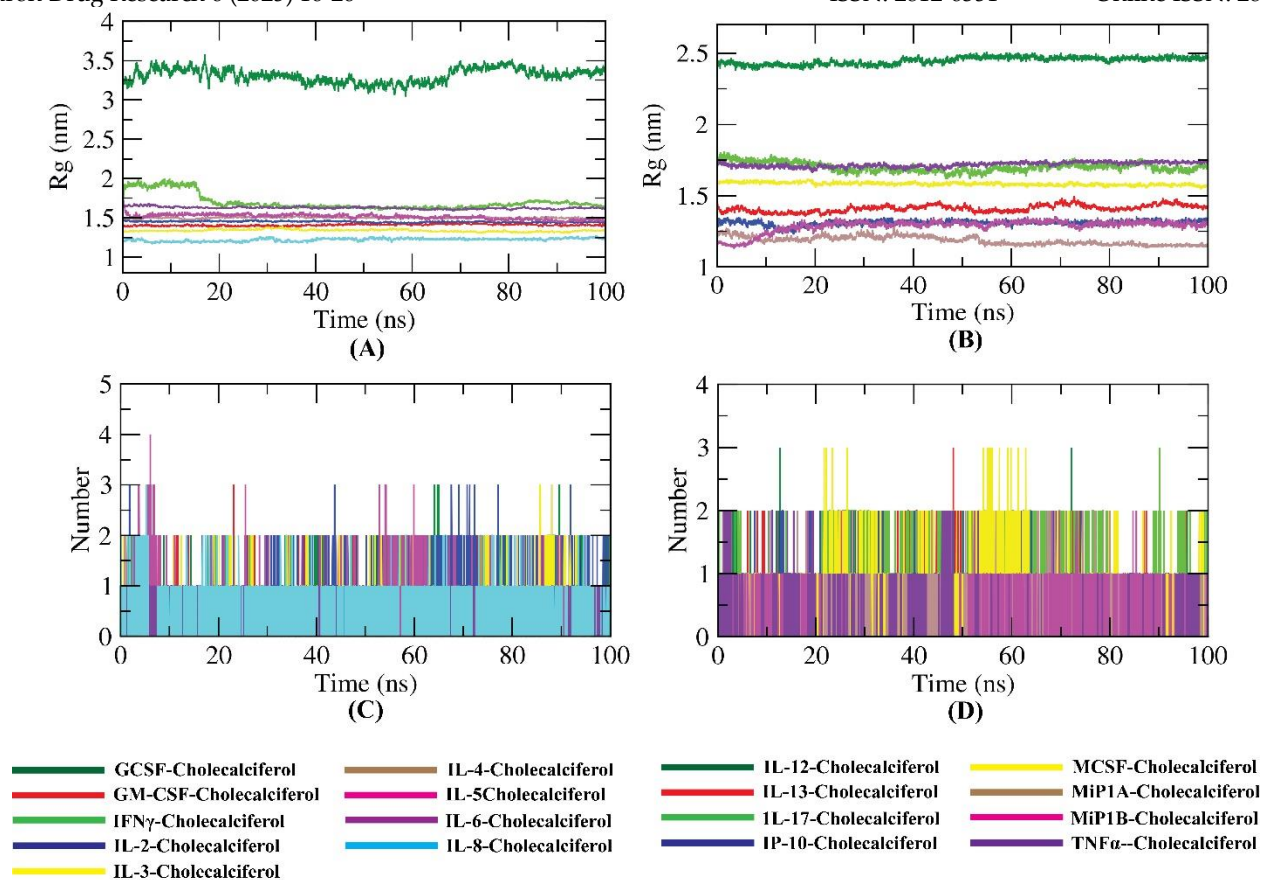 4
3.5
3
2.5
2
1.5
1
Rg (nm)
0 20 40 60 80 100
Time (ns)
(A)
2.5
2
1.5
1
Rg (nm)
0 20 40 60 80 100
Time (ns)
(B)
5
4
3
2
1
0
Number
0 20 40 60 80 100
Time (ns)
(C)
4
3
2
1
0
Number
0 20 40 60 80 100
Time (ns)
(D)
GCSF-Cholecalciferol
GM-CSF-Cholecalciferol
IFNγ-Cholecalciferol
IL-2-Cholecalciferol
IL-3-Cholecalciferol
IL-4-Cholecalciferol
IL-5Cholecalciferol
IL-6-Cholecalciferol
IL-8-Cholecalciferol
IL-12-Cholecalciferol
IL-13-Cholecalciferol
1L-17-Cholecalciferol
IP-10-Cholecalciferol
MCSF-Cholecalciferol
MiP1A-Cholecalciferol
MiP1B-Cholecalciferol
TNFα--Cholecalciferol